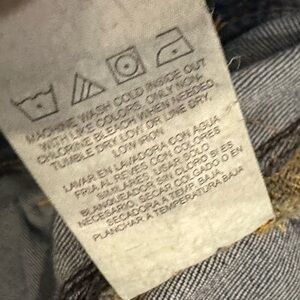 MACHINE WASH COLD INSIDE OUT
WITH LIKE COLORS, ONLY NON-
CHLORINE BLEACH WHEN NEEDED.
TUMBLE DRY LOW OR LINE DRY.
LOW IRON
LAVAR EN LAVADORA CON AGUA
FRIA AL REVES CON COLORES
SIMILARES. USAR SOLO
BLANQUEADOR SIN CLORO SI ES
NECESARIO. SECAR COLGADO O EN
SECADORA A TEMP. BAJA.
PLANCHAR A TEMPERATURA BAJA